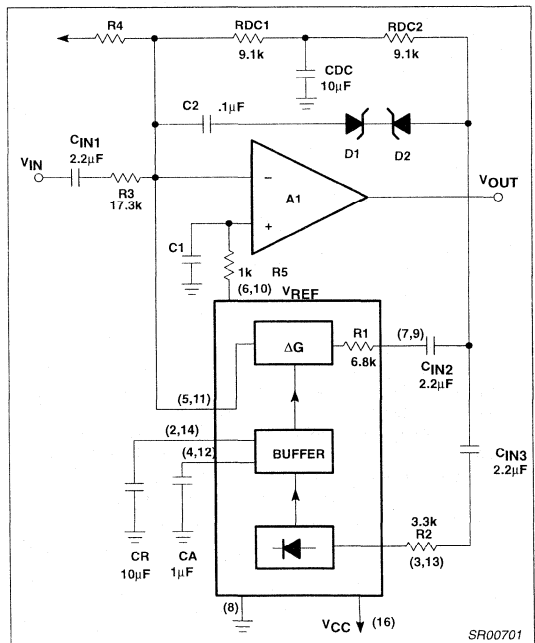 R4
RDC1
RDC2
9.1k
9.1k
CDC
10µF
C2
.1µF
D1
D2
CIN1
2.2µF
VIN
R3
17.3k
−
A1
+
VOUT
C1
1k
R5
(6,10)
VREF
ΔG
R1
6.8k
(7,9)
CIN2
2.2µF
(5,11)
(2,14)
(4,12)
BUFFER
CIN3
2.2µF
3.3k
R2
(3,13)
CR
10µF
CA
1µF
(8)
VCC
(16)
SR00701